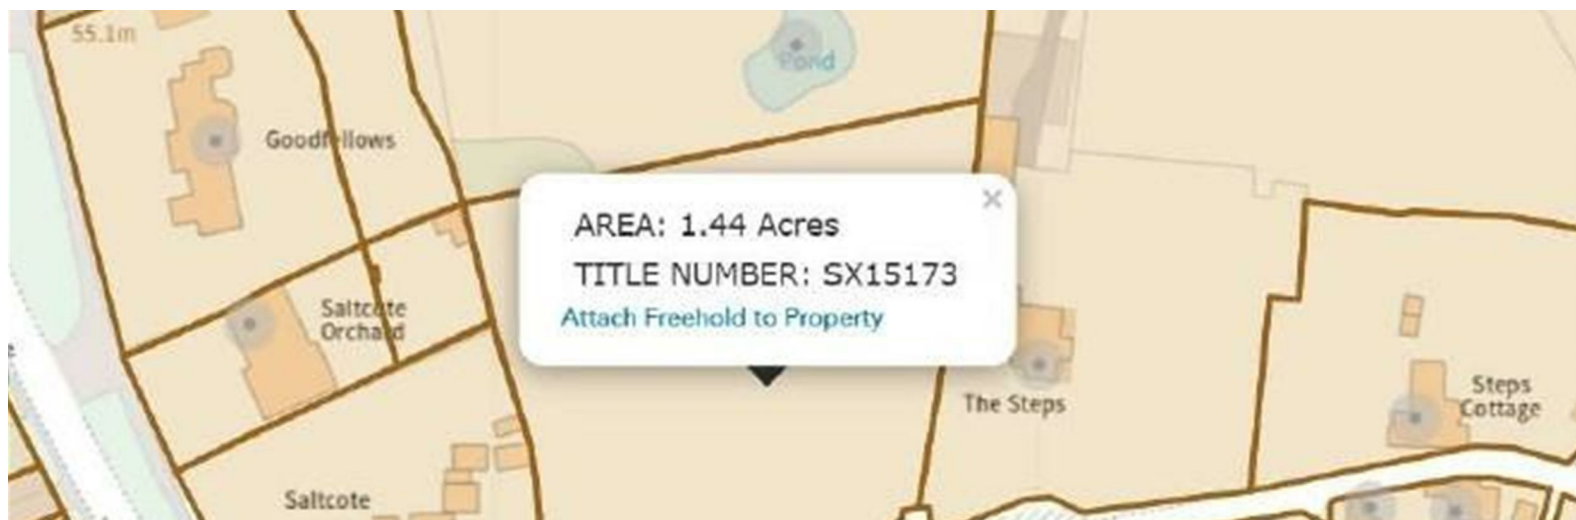 55.1m
Pond
Goodfellows
AREA: 1.44 Acres
TITLE NUMBER: SX15173
Attach Freehold to Property
Saltcote
Orchard
The Steps
Steps
Cottage
Saltcote